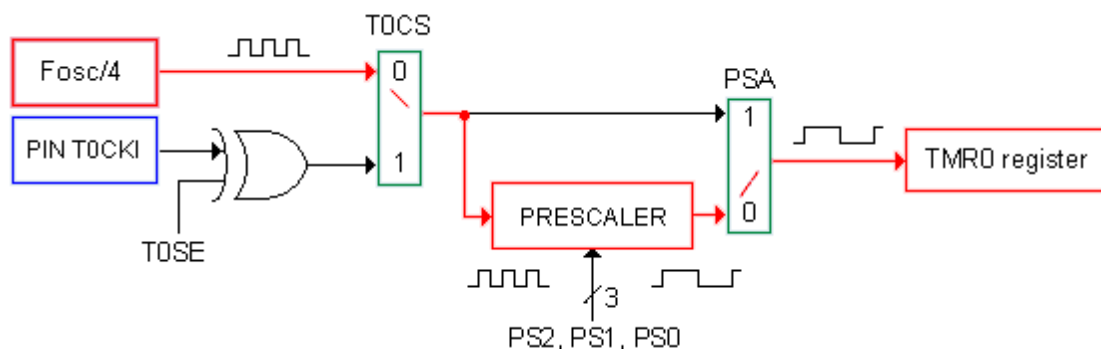 T0CS
Fosc/4
0
PSA
1
PIN T0CKI
TMR0 register
1
PRESCALER
0
T0SE
3
PS2, PS1, PS0